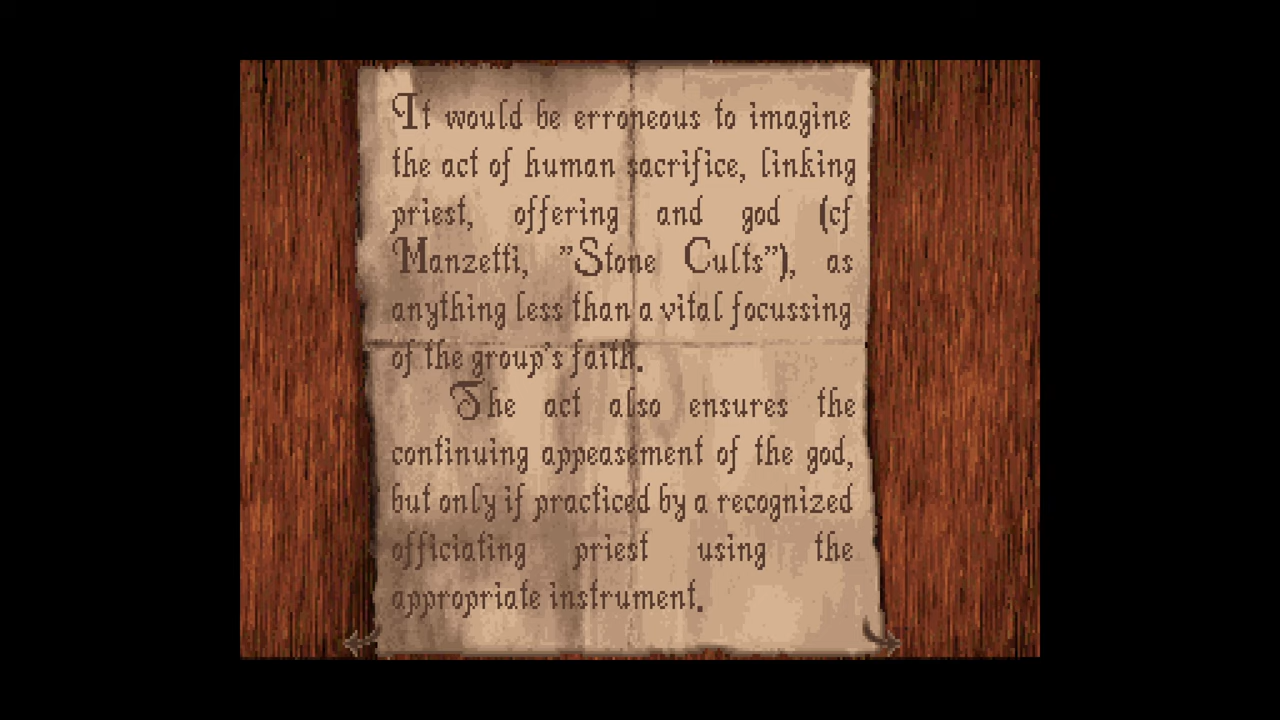 It would be erroneous to imagine
the act of human sacrifice, linking
priest, offering and god (cf
Manzetti, ”Stone Cults”), as
anything less than a vital focussing
of the group's faith.
The act also ensures the
continuing appeasement of the god,
but only if practiced by a recognized
officiating priest using the
appropriate instrument.